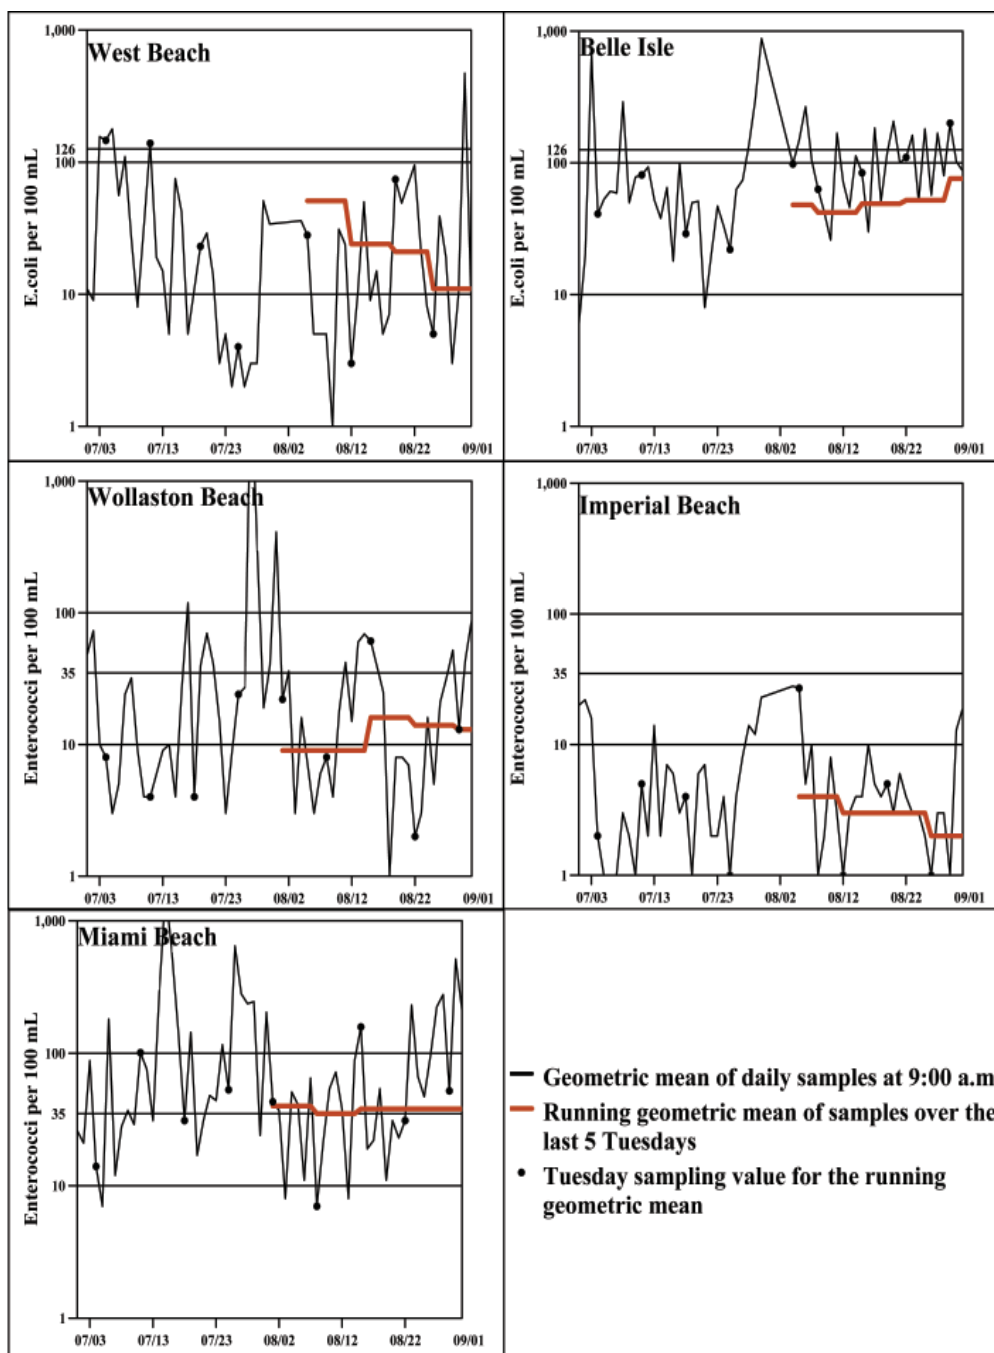 West Beach
E.coli per 100 mL
1,000
126
100
10
1
07/03 07/13 07/23 08/02 08/12 08/22 09/01
Belle Isle
1,000
126
100
10
1
07/03 07/13 07/23 08/02 08/12 08/22 09/01
Wollaston Beach
Enterococci per 100 mL
1,000
100
35
10
1
07/03 07/13 07/23 08/02 08/12 08/22 09/01
Imperial Beach
Enterococci per 100 mL
1,000
100
35
10
1
07/03 07/13 07/23 08/02 08/12 08/22 09/01
Miami Beach
Enterococci per 100 mL
1,000
100
35
10
1
07/03 07/13 07/23 08/02 08/12 08/22 09/01
Geometric mean of daily samples at 9:00 a.m
Running geometric mean of samples over the
last 5 Tuesdays
Tuesday sampling value for the running
geometric mean